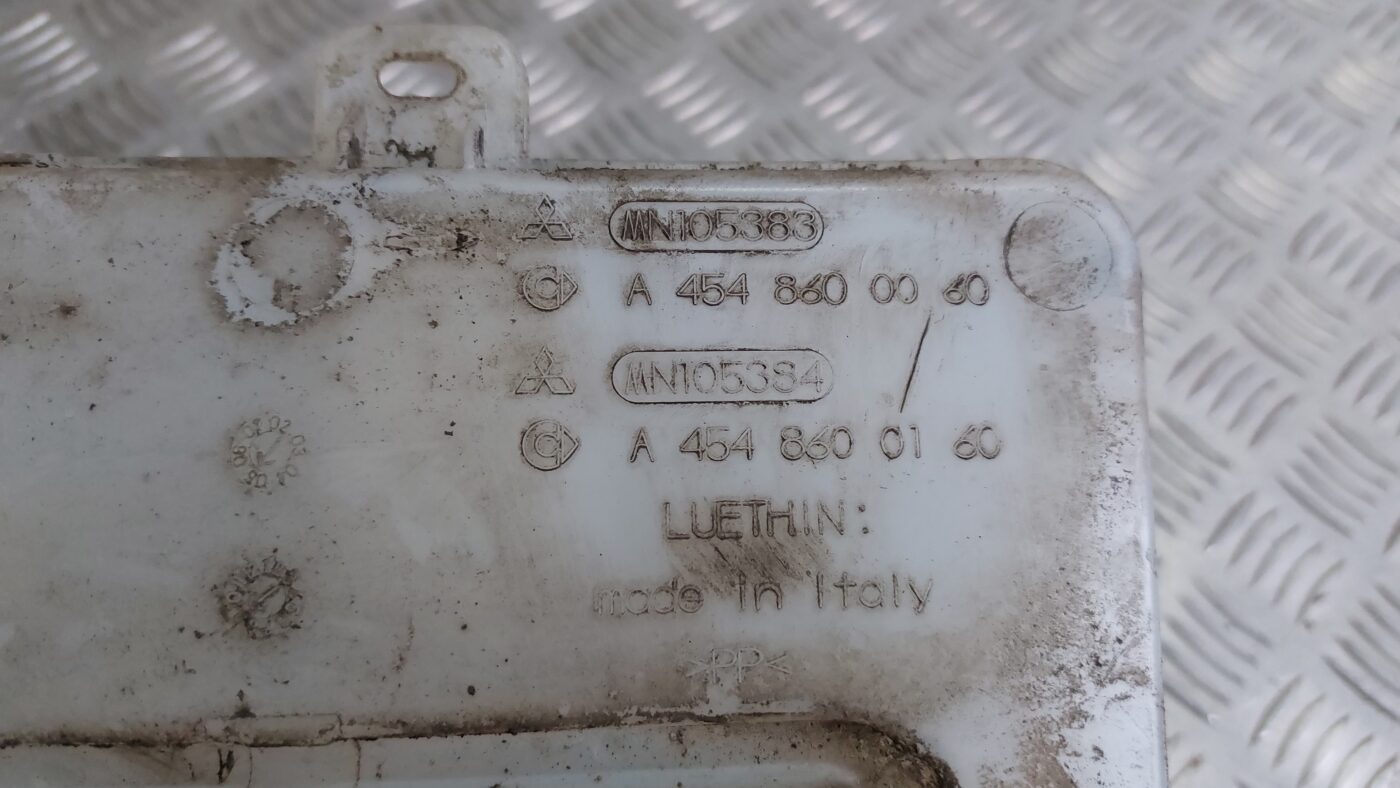 MN105383
A 454 860 00 60
MN105384
A 454 860 01 60
LUETHIN:
made in Italy
>PP<